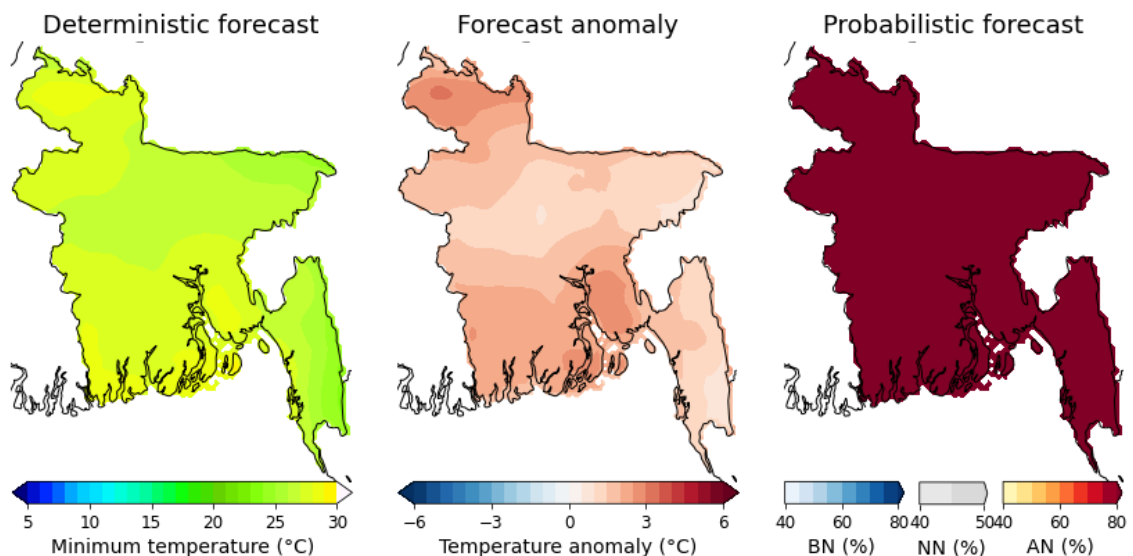 Deterministic forecast
Forecast anomaly
Probabilistic forecast
5 10 15 20 25 30
Minimum temperature (°C)
−6 −3 0 3 6
Temperature anomaly (°C)
40 60 80
BN (%)
40 50
NN (%)
40 60 80
AN (%)